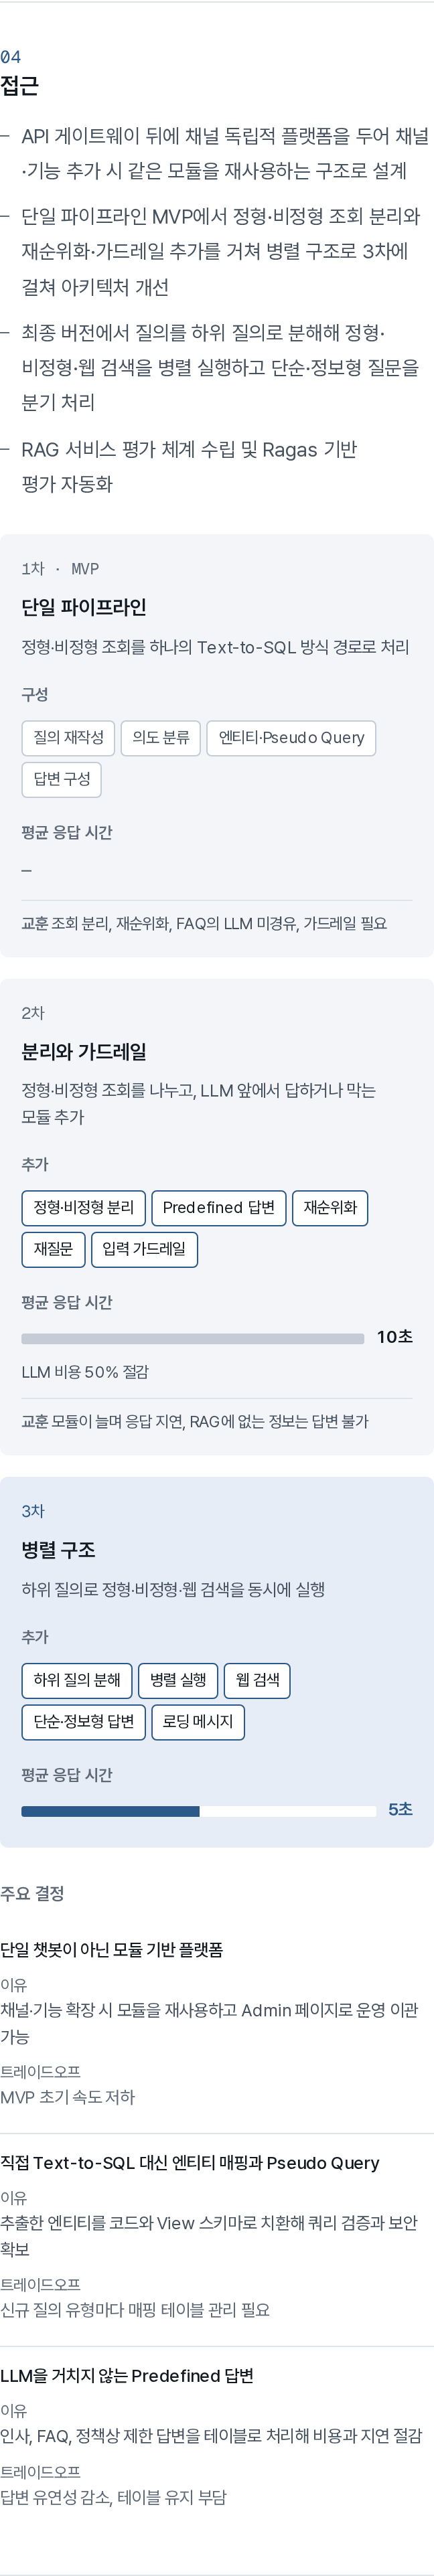 04
접근
API 게이트웨이 뒤에 채널 독립적 플랫폼을 두어 채널
·기능 추가 시 같은 모듈을 재사용하는 구조로 설계
단일 파이프라인 MVP에서 정형·비정형 조회 분리와
재순위화·가드레일 추가를 거쳐 병렬 구조로 3차에
걸쳐 아키텍처 개선
최종 버전에서 질의를 하위 질의로 분해해 정형·
비정형·웹 검색을 병렬 실행하고 단순·정보형 질문을
분기 처리
RAG 서비스 평가 체계 수립 및 Ragas 기반
평가 자동화
1차 · MVP
단일 파이프라인
정형·비정형 조회를 하나의 Text-to-SQL 방식 경로로 처리
구성
질의 재작성 의도 분류 엔티티·Pseudo Query
답변 구성
평균 응답 시간
–
교훈 조회 분리, 재순위화, FAQ의 LLM 미경유, 가드레일 필요
2차
분리와 가드레일
정형·비정형 조회를 나누고, LLM 앞에서 답하거나 막는
모듈 추가
추가
정형·비정형 분리 Predefined 답변 재순위화
재질문 입력 가드레일
평균 응답 시간
10초
LLM 비용 50% 절감
교훈 모듈이 늘며 응답 지연, RAG에 없는 정보는 답변 불가
3차
병렬 구조
하위 질의로 정형·비정형·웹 검색을 동시에 실행
추가
하위 질의 분해 병렬 실행 웹 검색
단순·정보형 답변 로딩 메시지
평균 응답 시간
5초
주요 결정
단일 챗봇이 아닌 모듈 기반 플랫폼
이유
채널·기능 확장 시 모듈을 재사용하고 Admin 페이지로 운영 이관
가능
트레이드오프
MVP 초기 속도 저하
직접 Text-to-SQL 대신 엔티티 매핑과 Pseudo Query
이유
추출한 엔티티를 코드와 View 스키마로 치환해 쿼리 검증과 보안
확보
트레이드오프
신규 질의 유형마다 매핑 테이블 관리 필요
LLM을 거치지 않는 Predefined 답변
이유
인사, FAQ, 정책상 제한 답변을 테이블로 처리해 비용과 지연 절감
트레이드오프
답변 유연성 감소, 테이블 유지 부담